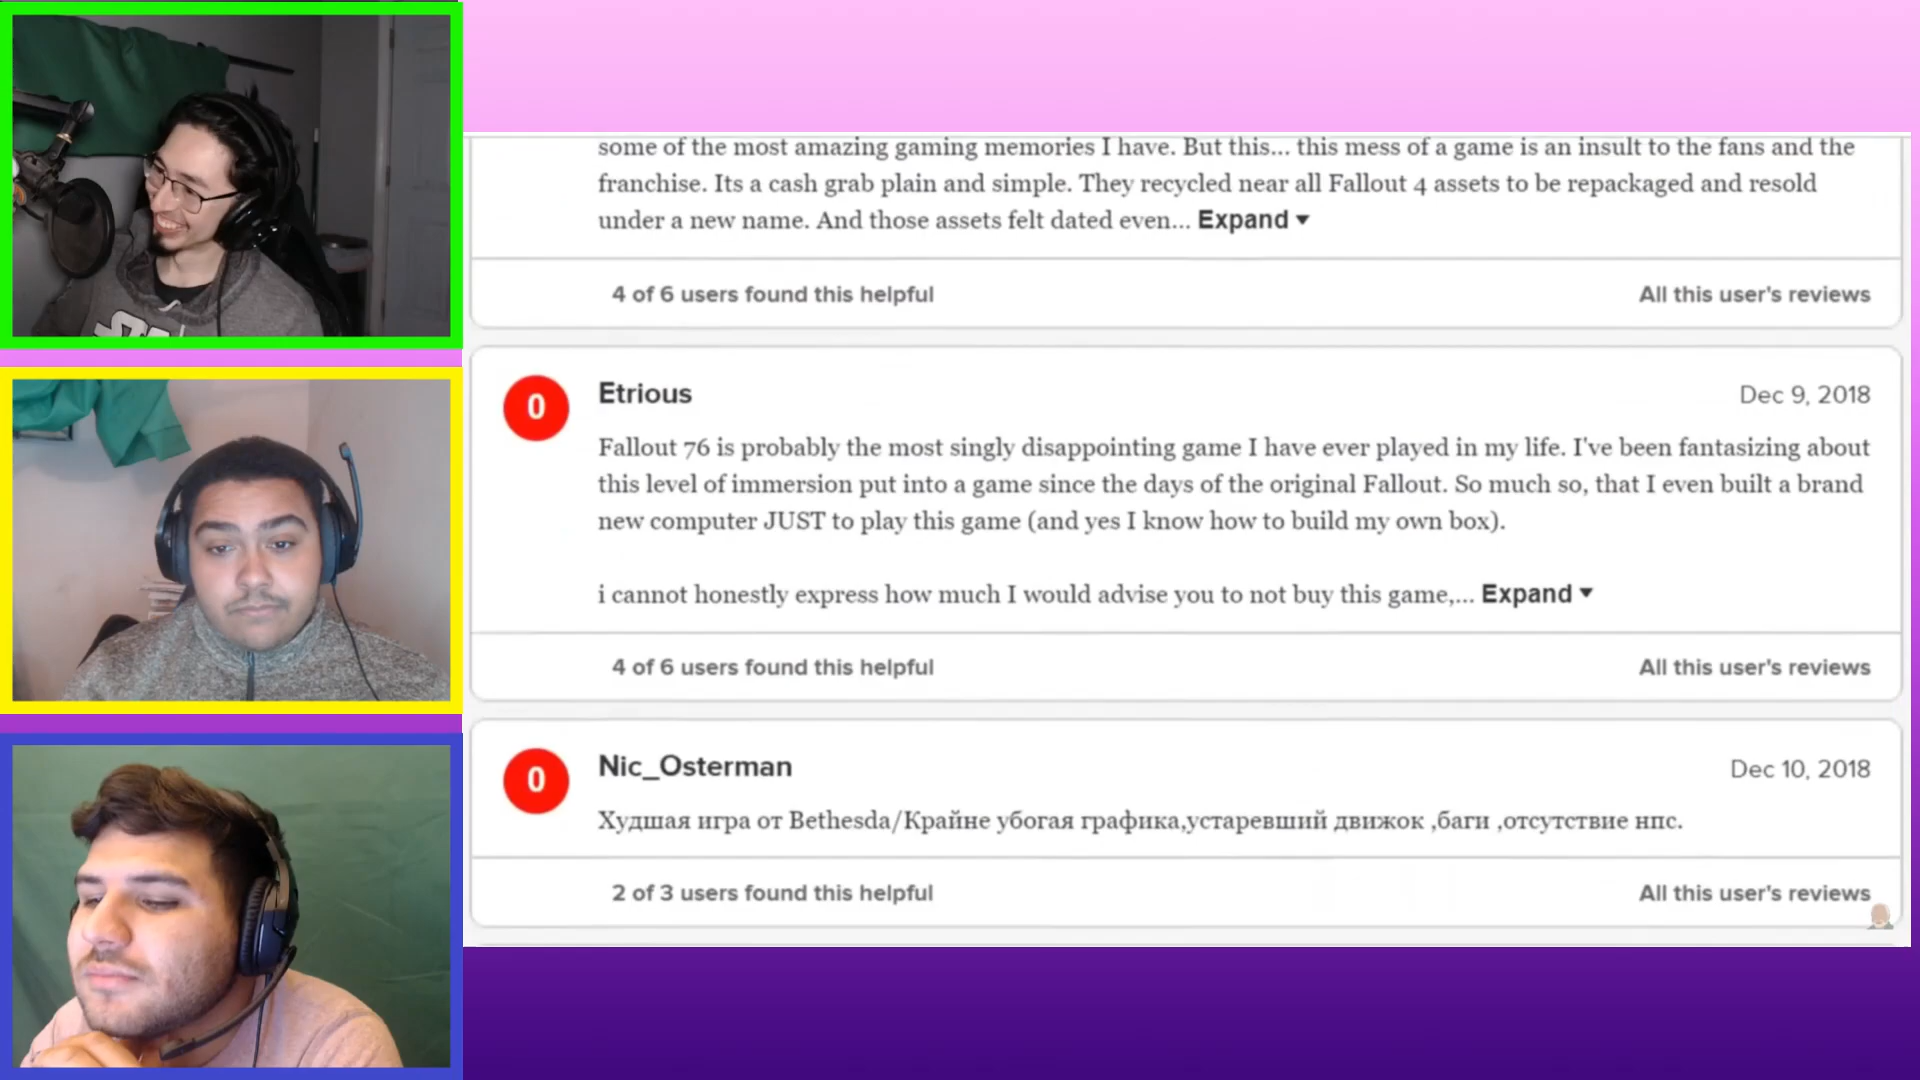 some of the most amazing gaming memories I have. But this... this mess of a game is an insult to the fans and the
franchise. Its a cash grab plain and simple. They recycled near all Fallout 4 assets to be repackaged and resold
under a new name. And those assets felt dated even... Expand
4 of 6 users found this helpful
All this user's reviews
0
Etrious
Dec 9, 2018
Fallout 76 is probably the most singly disappointing game I have ever played in my life. I've been fantasizing about
this level of immersion put into a game since the days of the original Fallout. So much so, that I even built a brand
new computer JUST to play this game (and yes I know how to build my own box).
i cannot honestly express how much I would advise you to not buy this game,... Expand
4 of 6 users found this helpful
All this user's reviews
0
Nic_Osterman
Dec 10, 2018
Худшая игра от Bethesda/Крайне убогая графика,устаревший движок ,баги ,отсутствие нпс.
2 of 3 users found this helpful
All this user's reviews